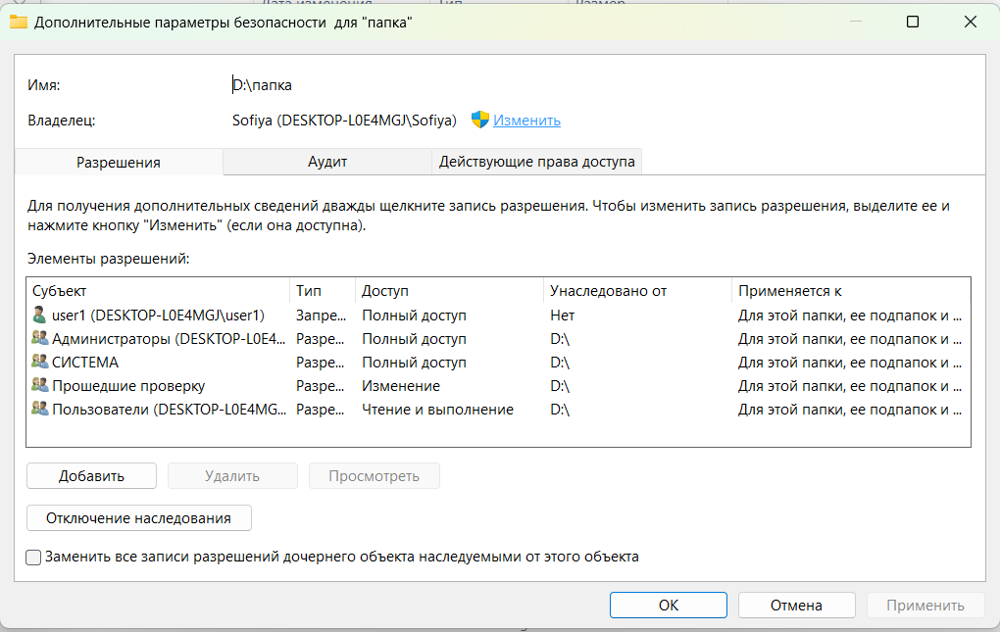 Дополнительные параметры безопасности для "папка"
Имя:
D:\папка
Владелец:
Sofiya (DESKTOP-L0E4MGJ\Sofiya)
Изменить
Разрешения
Аудит
Действующие права доступа
Для получения дополнительных сведений дважды щелкните запись разрешения. Чтобы изменить запись разрешения, выделите ее и
нажмите кнопку "Изменить" (если она доступна).
Элементы разрешений:
Субъект Тип Доступ Унаследовано от Применяется к
user1 (DESKTOP-L0E4MGJ\user1) Запре... Полный доступ Нет Для этой папки, ее подпапок и ...
Администраторы (DESKTOP-L0E4... Разре... Полный доступ D:\ Для этой папки, ее подпапок и ...
СИСТЕМА Разре... Полный доступ D:\ Для этой папки, ее подпапок и ...
Прошедшие проверку Разре... Изменение D:\ Для этой папки, ее подпапок и ...
Пользователи (DESKTOP-L0E4MG... Разре... Чтение и выполнение D:\ Для этой папки, ее подпапок и ...
Добавить
Удалить
Просмотреть
Отключение наследования
Заменить все записи разрешений дочернего объекта наследуемыми от этого объекта
ОК
Отмена
Применить